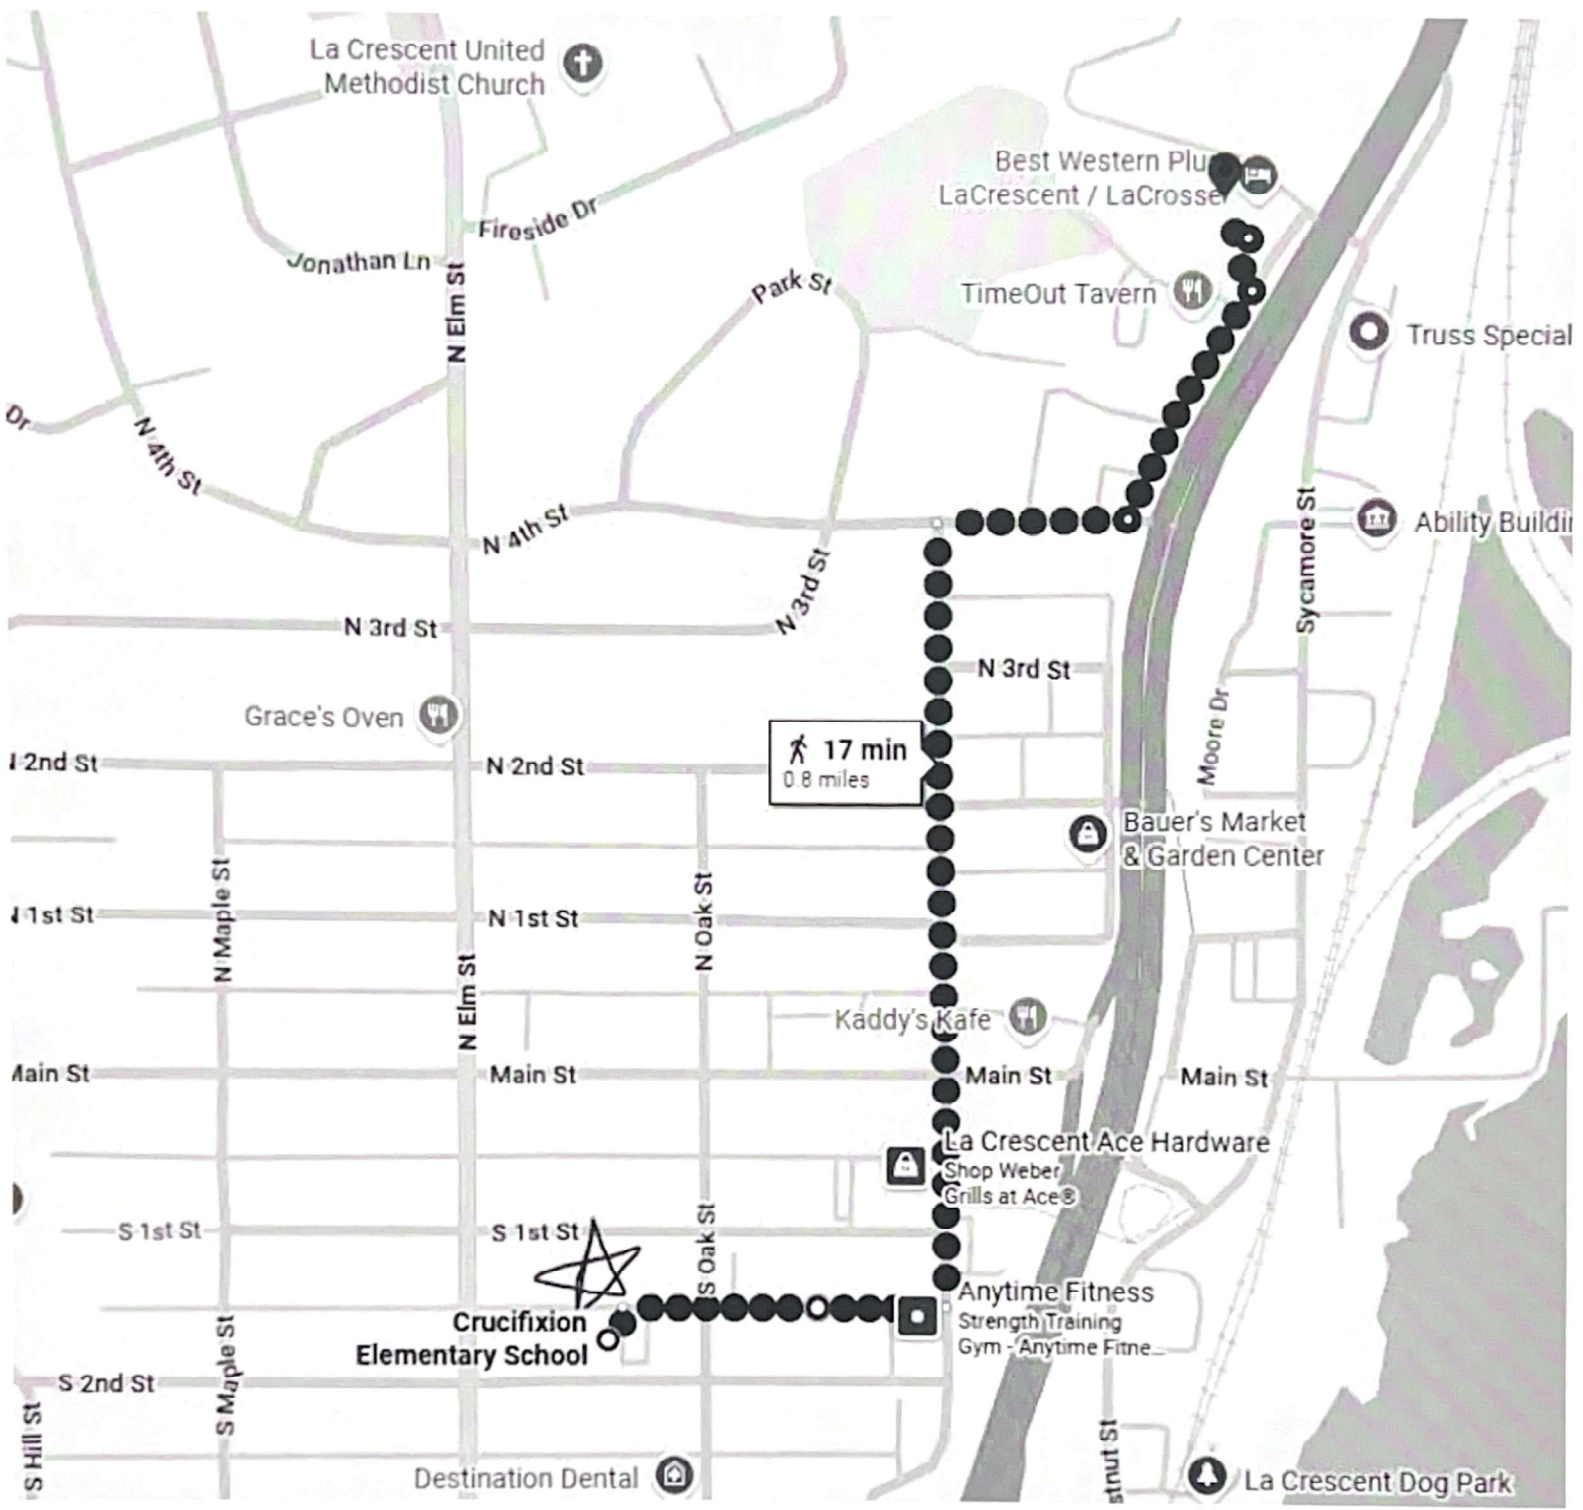 La Crescent United
Methodist Church
Best Western Plu
LaCrescent / LaCrosse
Fireside Dr
Jonathan Ln
N Elm St
Park St
TimeOut Tavern
Truss Special
Dr
N 4th St
N 4th St
Sycamore St
Ability Buildin
N 3rd St
N 3rd St
N 3rd St
Grace's Oven
Moore Dr
17 min
0.8 miles
2nd St
N 2nd St
Bauer's Market
& Garden Center
N Maple St
N Oak St
1st St
N 1st St
N Elm St
Kaddy's Kafe
Main St
Main St
Main St
Main St
La Crescent Ace Hardware
Shop Weber
Grills at Ace®
S 1st St
S 1st St
S Oak St
Anytime Fitness
Strength Training
Gym - Anytime Fitne...
Crucifixion
Elementary School
S Maple St
S 2nd St
S Hill St
stnut St
Destination Dental
La Crescent Dog Park